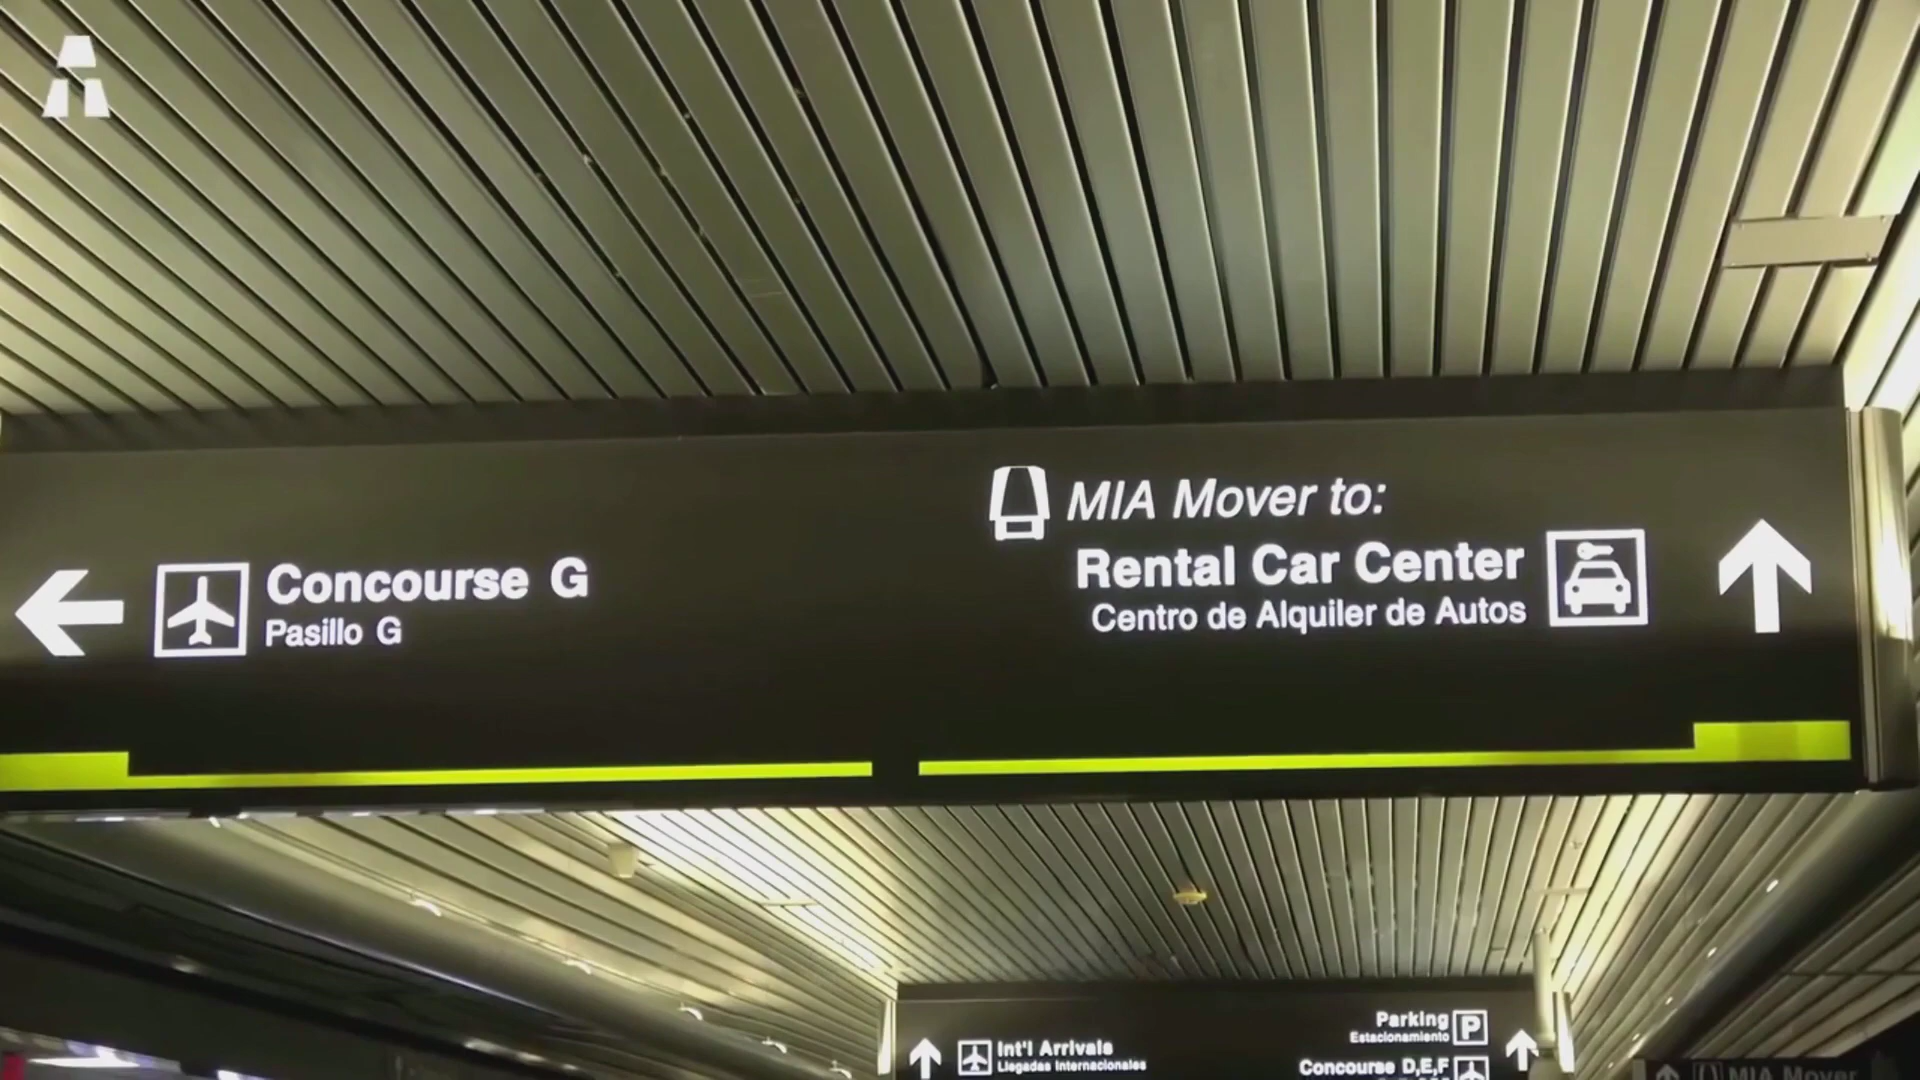 Concourse G
Pasillo G
MIA Mover to:
Rental Car Center
Centro de Alquiler de Autos
Int'l Arrivals
Llegadas Internacionales
Parking
P
Estacionamiento
Concourse D,E,F
MIA Mover